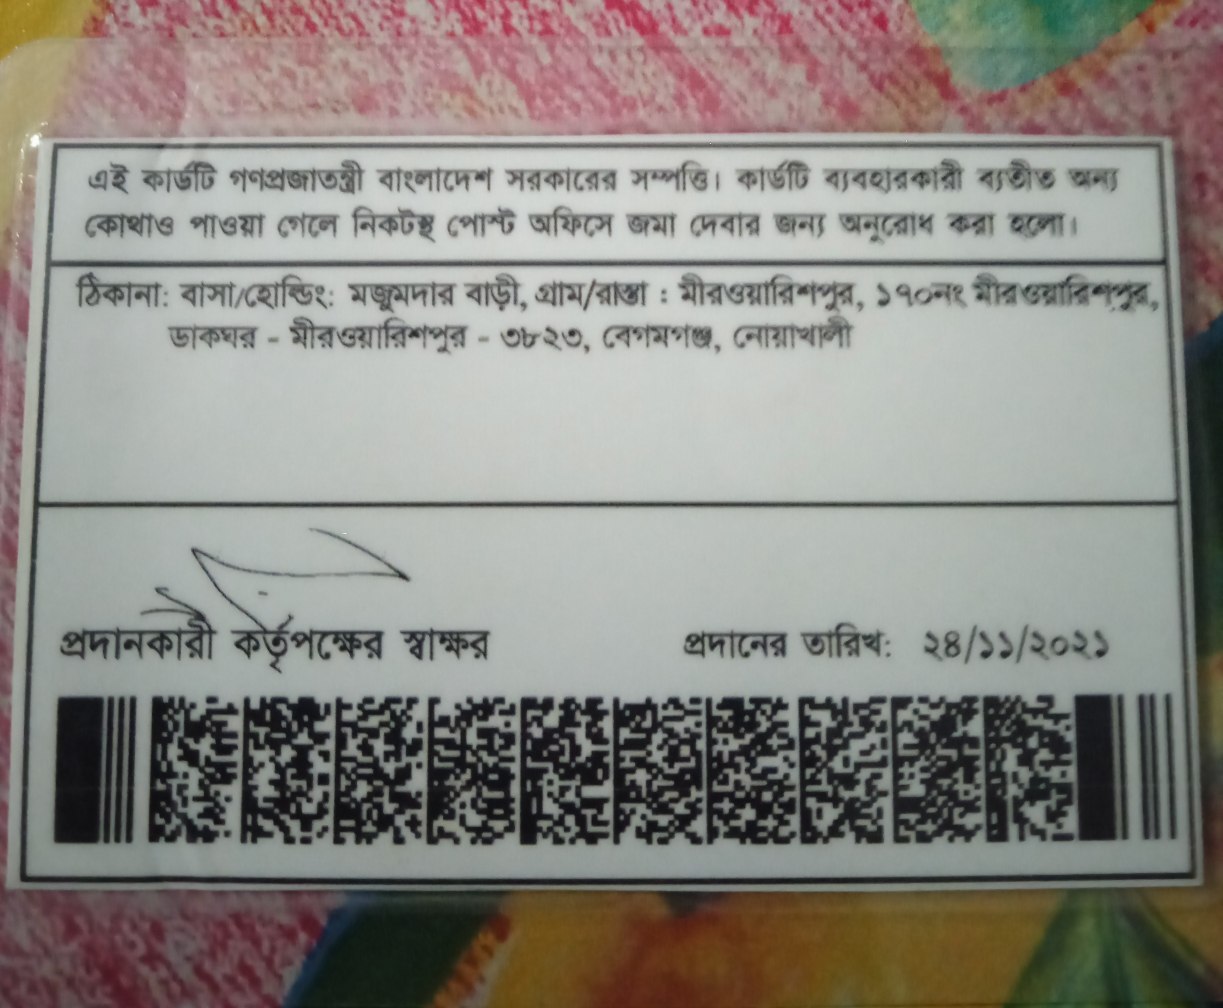 এই কার্ডটি গণপ্রজাতন্ত্রী বাংলাদেশ সরকারের সম্পত্তি। কার্ডটি ব্যবহারকারী ব্যতীত অন্য
কোথাও পাওয়া গেলে নিকটস্থ পোস্ট অফিসে জমা দেবার জন্য অনুরোধ করা হলো।
ঠিকানা: বাসা/হোল্ডিং: মজুমদার বাড়ী, গ্রাম/রাস্তা : মীরওয়ারিশপুর, ১৭০নং মীরওয়ারিশপুর,
ডাকঘর - মীরওয়ারিশপুর - ৩৮২৩, বেগমগঞ্জ, নোয়াখালী
প্রদানকারী কর্তৃপক্ষের স্বাক্ষর
প্রদানের তারিখ: ২৪/১১/২০২১